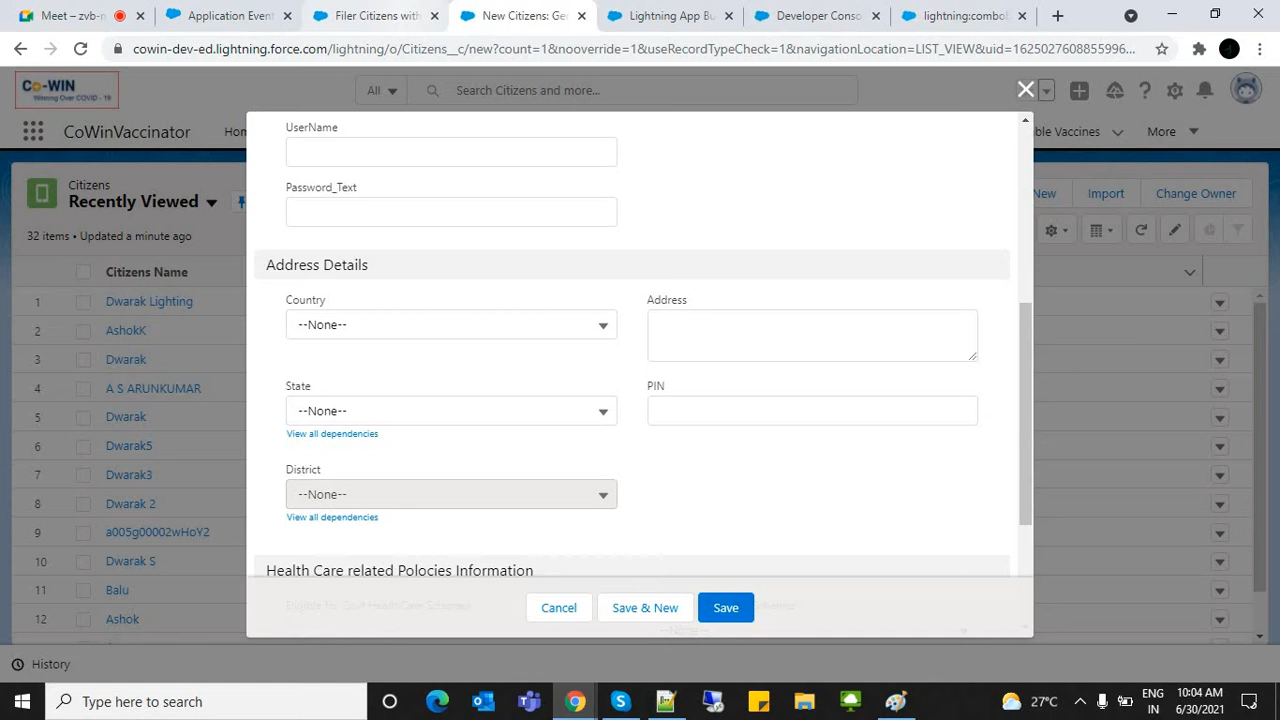 Meet – zvb-n
Application Event
Filer Citizens with
New Citizens: Ge
Lightning App Bu
Developer Conso
lightning:combo
cowin-dev-ed.lightning.force.com/lightning/o/Citizens__c/new?count=1&nooverride=1&useRecordTypeCheck=1&navigationLocation=LIST_VIEW&uid=1625027608855996...
Co-WIN
Winning Over COVID - 19
All
Search Citizens and more...
CoWinVaccinator
Hom
ble Vaccines
More
Citizens
Recently Viewed
New
Import
Change Owner
32 items • Updated a minute ago
Citizens Name
1 Dwarak Lighting
2 AshokK
3 Dwarak
4 A S ARUNKUMAR
5 Dwarak
6 Dwarak5
7 Dwarak3
8 Dwarak 2
9 a005g00002wHoY2
10 Dwarak S
11 Balu
12 Ashok
UserName
Password_Text
Address Details
Country
Address
--None--
State
PIN
--None--
View all dependencies
District
--None--
View all dependencies
Health Care related Polocies Information
Cancel
Save & New
Save
--None--
History
Type here to search
27°C
ENG
IN
10:04 AM
6/30/2021